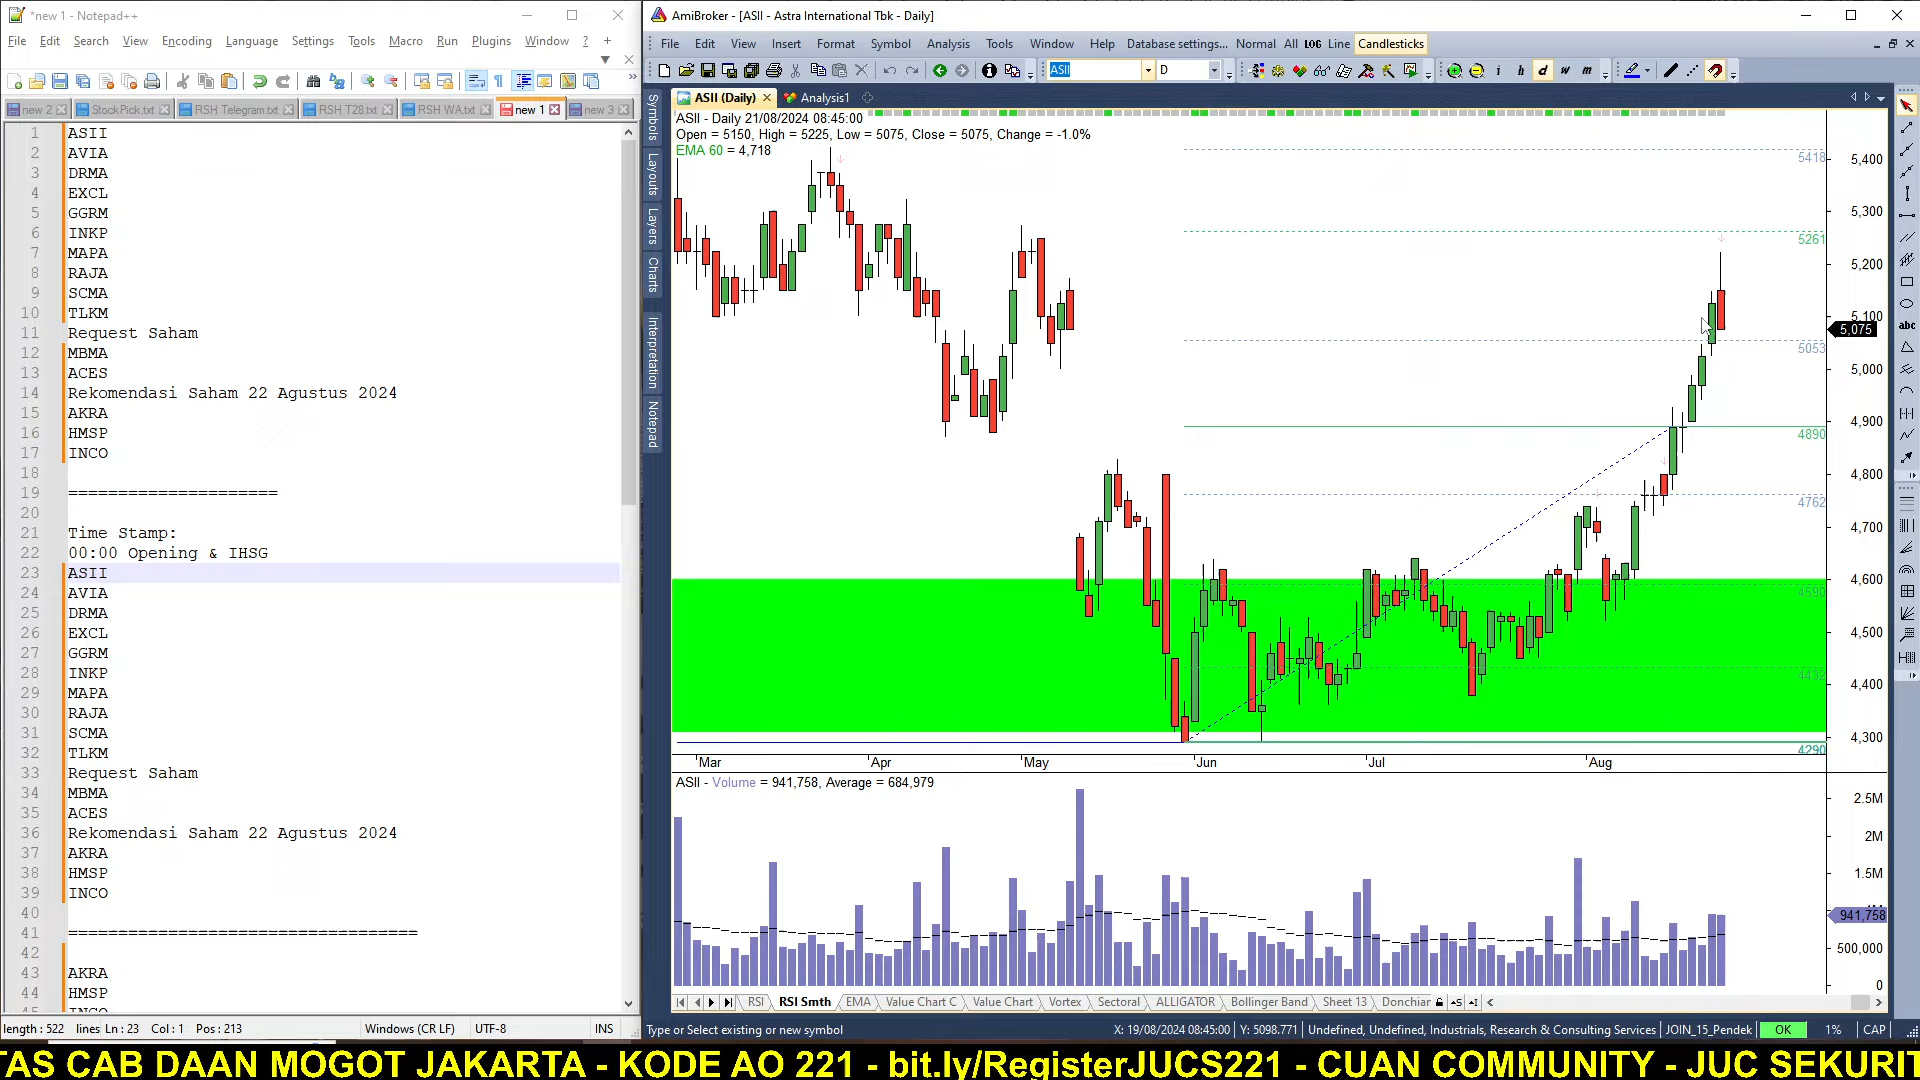 *new 1 - Notepad++
File Edit Search View Encoding Language Settings Tools Macro Run Plugins Window ? +
new 2 StockPick.txt RSH Telegram.txt RSH T28.txt RSH WA.txt new 1 new 3
1 ASII
2 AVIA
3 DRMA
4 EXCL
5 GGRM
6 INKP
7 MAPA
8 RAJA
9 SCMA
10 TLKM
11 Request Saham
12 MBMA
13 ACES
14 Rekomendasi Saham 22 Agustus 2024
15 AKRA
16 HMSP
17 INCO
18
19 =====================
20
21 Time Stamp:
22 00:00 Opening & IHSG
23 ASII
24 AVIA
25 DRMA
26 EXCL
27 GGRM
28 INKP
29 MAPA
30 RAJA
31 SCMA
32 TLKM
33 Request Saham
34 MBMA
35 ACES
36 Rekomendasi Saham 22 Agustus 2024
37 AKRA
38 HMSP
39 INCO
40
41 ===================================
42
43 AKRA
44 HMSP
length : 522 lines Ln : 23 Col : 1 Pos : 213 Windows (CR LF) UTF-8 INS
AmiBroker - [ASII - Astra International Tbk - Daily]
File Edit View Insert Format Symbol Analysis Tools Window Help Database settings... Normal All LOG Line Candlesticks
ASII D i h d w m
ASII (Daily) Analysis1
Symbols
Layouts
Layers
Charts
Interpretation
Notepad
abc
ASII - Daily 21/08/2024 08:45:00
Open = 5150, High = 5225, Low = 5075, Close = 5075, Change = -1.0%
EMA 60 = 4,718
5418
5261
5053
4890
4762
4590
4432
4290
5,400
5,300
5,200
5,100
5,075
5,000
4,900
4,800
4,700
4,600
4,500
4,400
4,300
Mar Apr May Jun Jul Aug
ASII - Volume = 941,758, Average = 684,979
2.5M
2M
1.5M
941,758
500,000
0
RSI RSI Smth EMA Value Chart C Value Chart Vortex Sectoral ALLIGATOR Bollinger Band Sheet 13 Donchian
Type or Select existing or new symbol X: 19/08/2024 08:45:00 Y: 5098.771 Undefined, Undefined, Industrials, Research & Consulting Services JOIN_15_Pendek OK 1% CAP
TAS CAB DAAN MOGOT JAKARTA - KODE AO 221 - bit.ly/RegisterJUCS221 - CUAN COMMUNITY - JUC SEKURIT